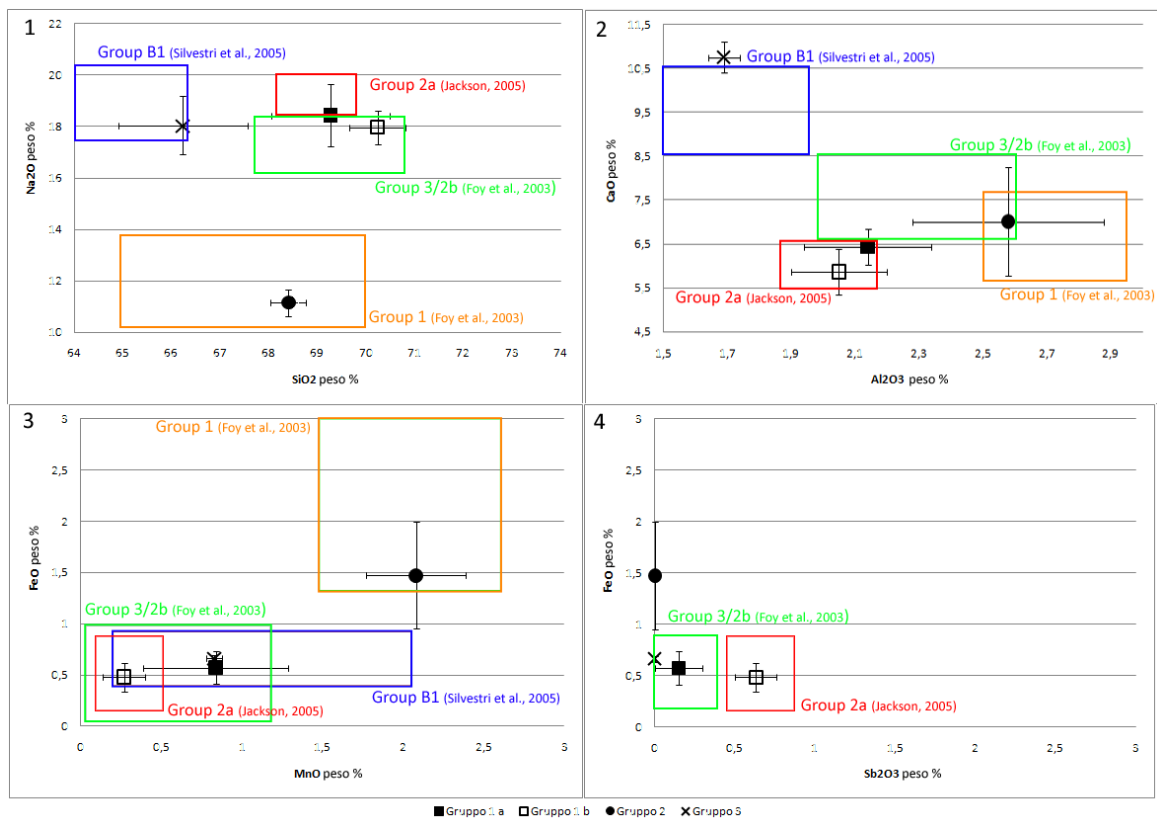 1
22
20
18
16
14
12
10
64 65 66 67 68 69 70 71 72 73 74
Na2O peso %
SiO2 peso %
Group B1 (Silvestri et al., 2005)
Group 2a (Jackson, 2005)
Group 3/2b (Foy et al., 2003)
Group 1 (Foy et al., 2003)
2
11,5
10,5
9,5
8,5
7,5
6,5
5,5
4,5
1,5 1,7 1,9 2,1 2,3 2,5 2,7 2,9
CaO peso %
Al2O3 peso %
Group B1 (Silvestri et al., 2005)
Group 3/2b (Foy et al., 2003)
Group 2a (Jackson, 2005)
Group 1 (Foy et al., 2003)
3
3
2,5
2
1,5
1
0,5
0
0 0,5 1 1,5 2 2,5 3
FeO peso %
MnO peso %
Group 1 (Foy et al., 2003)
Group 3/2b (Foy et al., 2003)
Group B1 (Silvestri et al., 2005)
Group 2a (Jackson, 2005)
4
3
2,5
2
1,5
1
0,5
0
0 0,5 1 1,5 2 2,5 3
FeO peso %
Sb2O3 peso %
Group 3/2b (Foy et al., 2003)
Group 2a (Jackson, 2005)
Gruppo 1 a Gruppo 1 b Gruppo 2 Gruppo 3